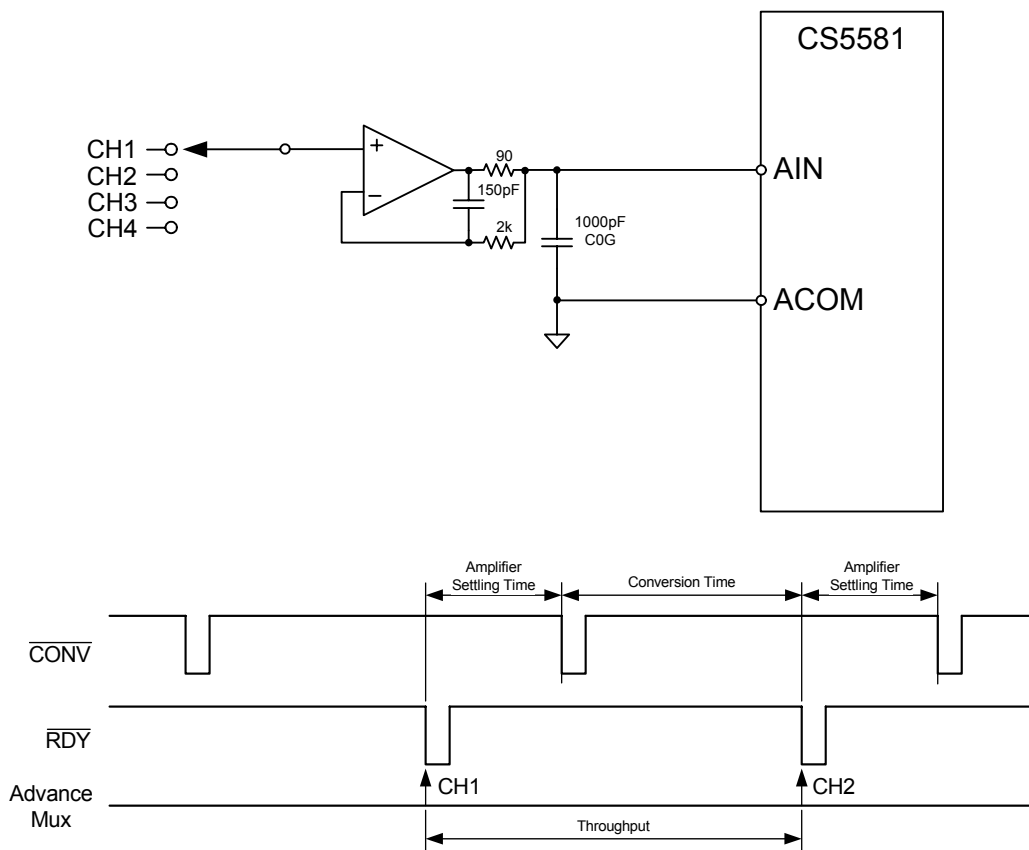 CS5581
CH1
CH2
CH3
CH4
+
−
90
150pF
2k
1000pF
C0G
AIN
ACOM
Amplifier
Settling Time
Conversion Time
Amplifier
Settling Time
CONV
RDY
Advance
Mux
CH1
CH2
Throughput